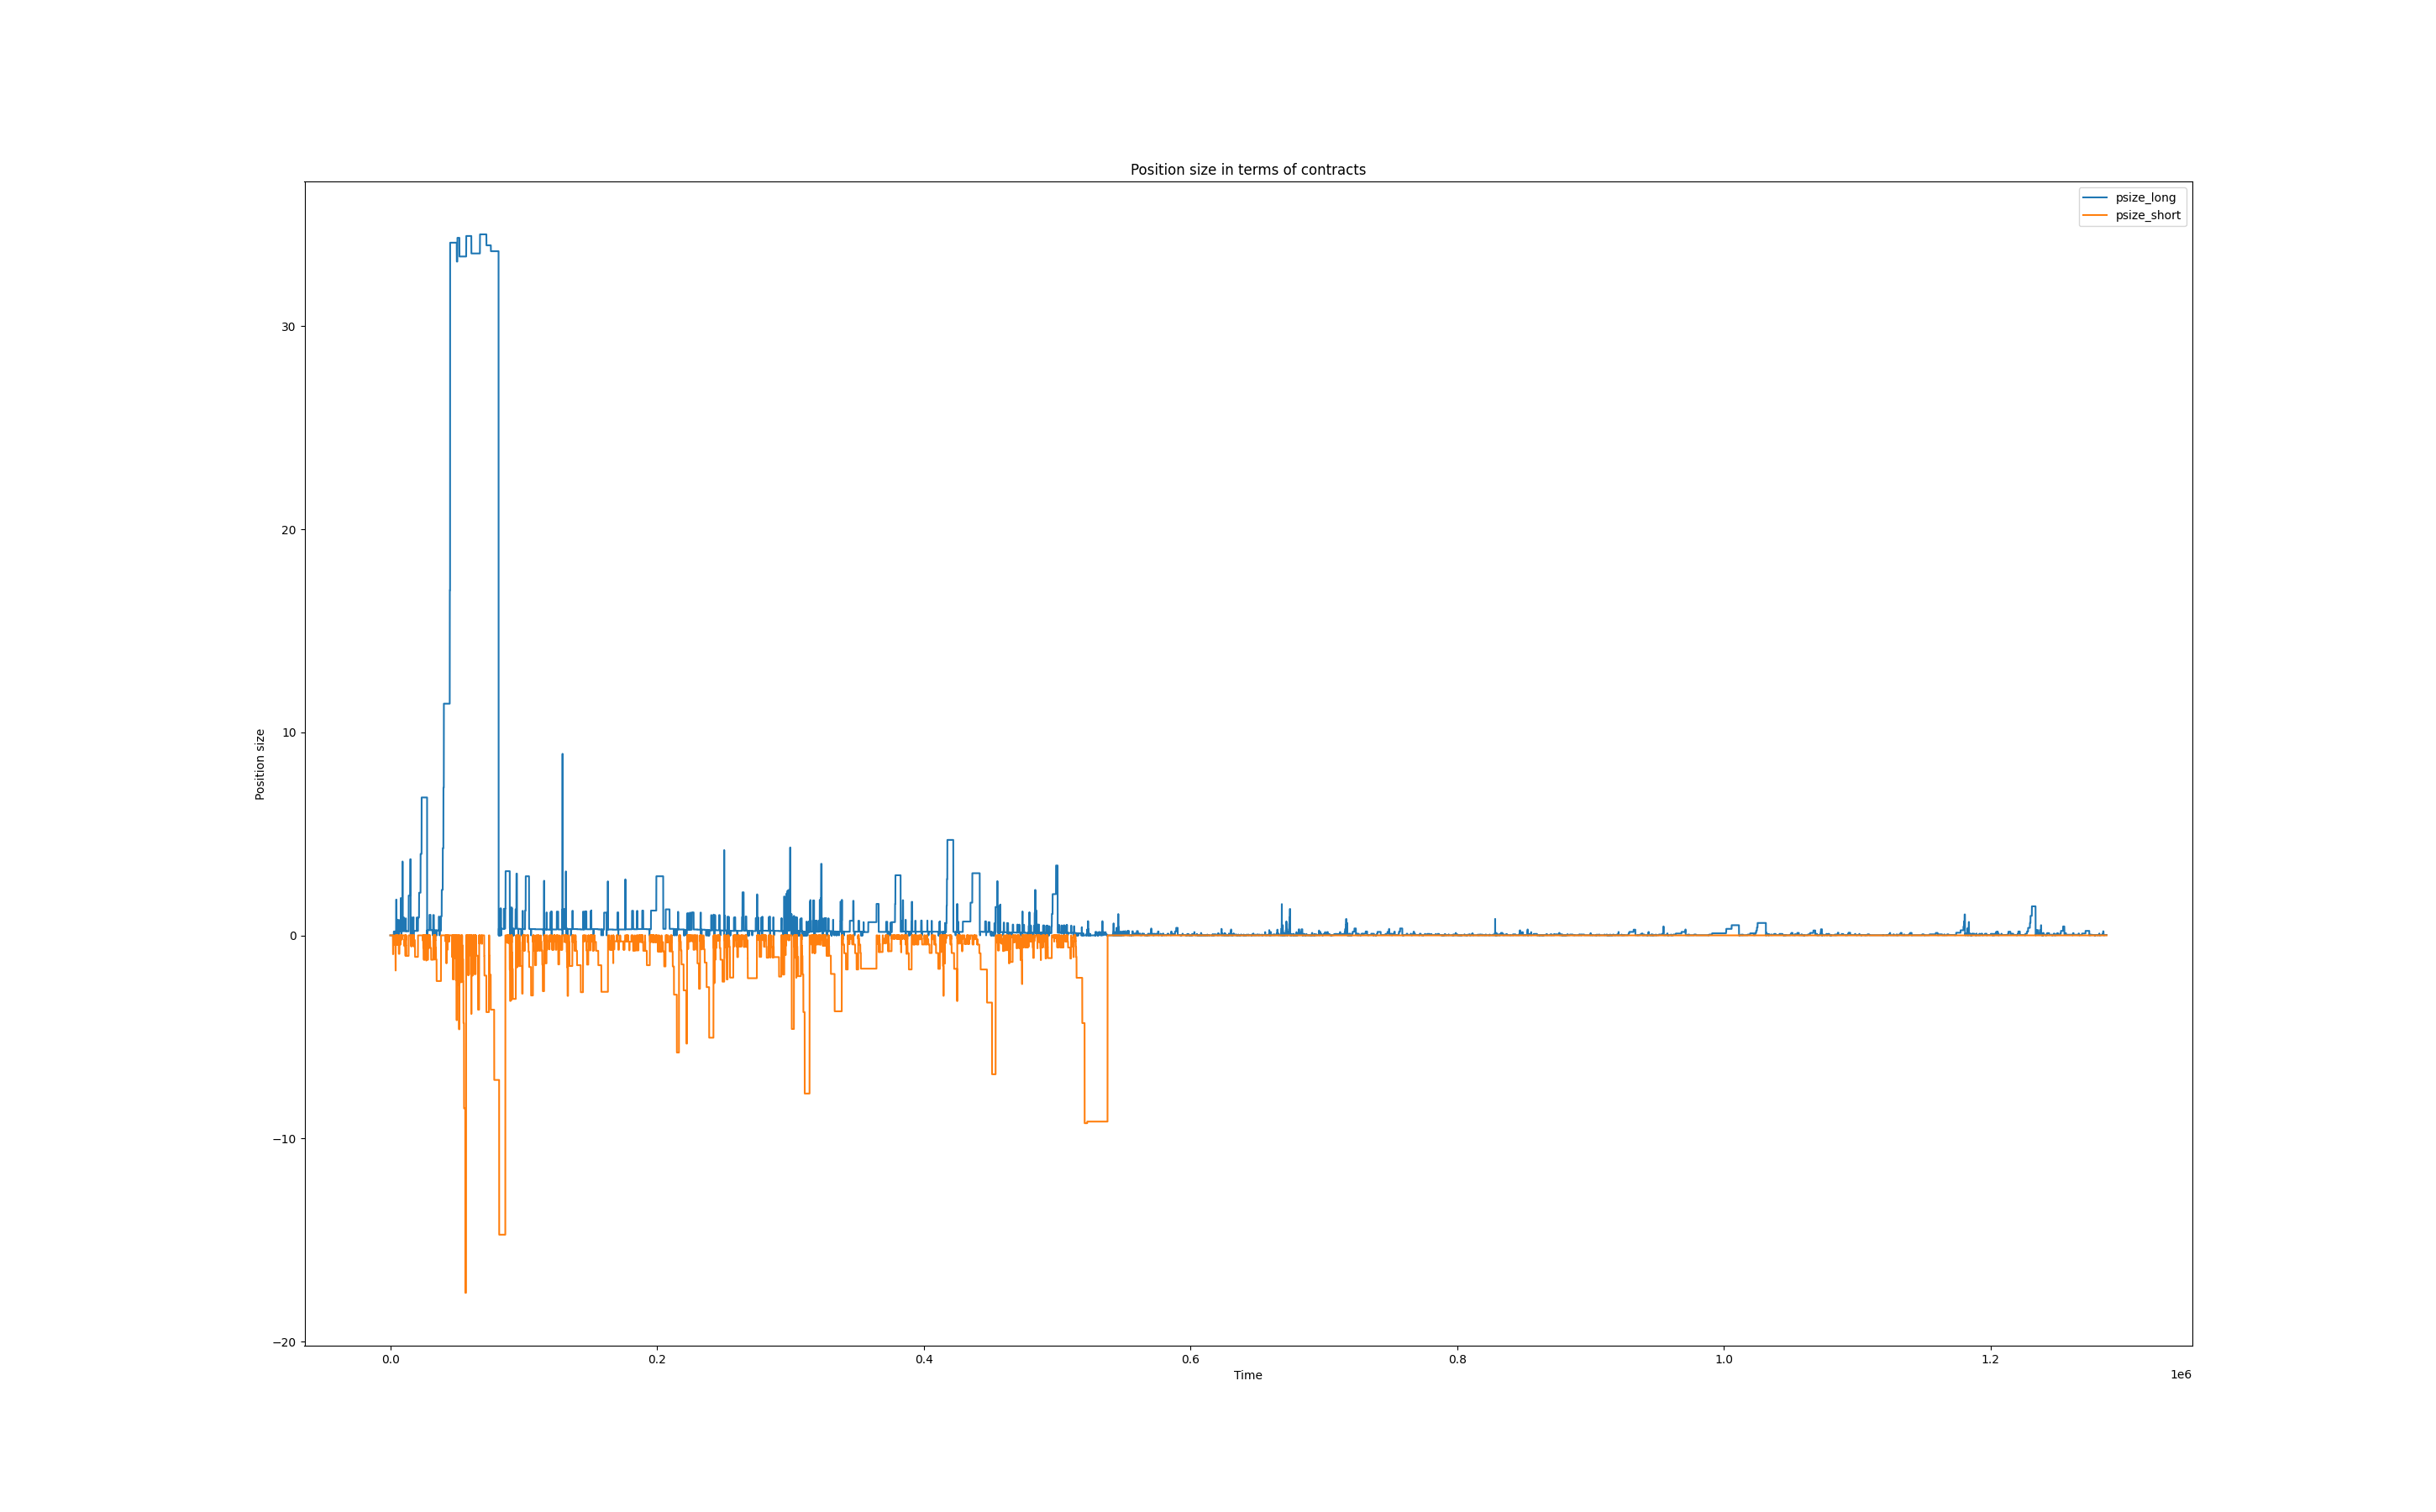 Position size in terms of contracts
psize_long
psize_short
Position size
30
20
10
0
−10
−20
0.0
0.2
0.4
0.6
0.8
1.0
1.2
1e6
Time